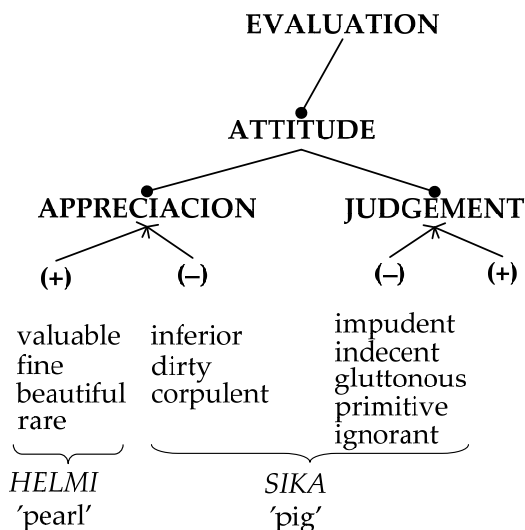 EVALUATION
ATTITUDE
APPRECIACION JUDGEMENT
(+) (–) (–) (+)
valuable
fine
beautiful
rare
inferior
dirty
corpulent
impudent
indecent
gluttonous
primitive
ignorant
HELMI
'pearl'
SIKA
'pig'